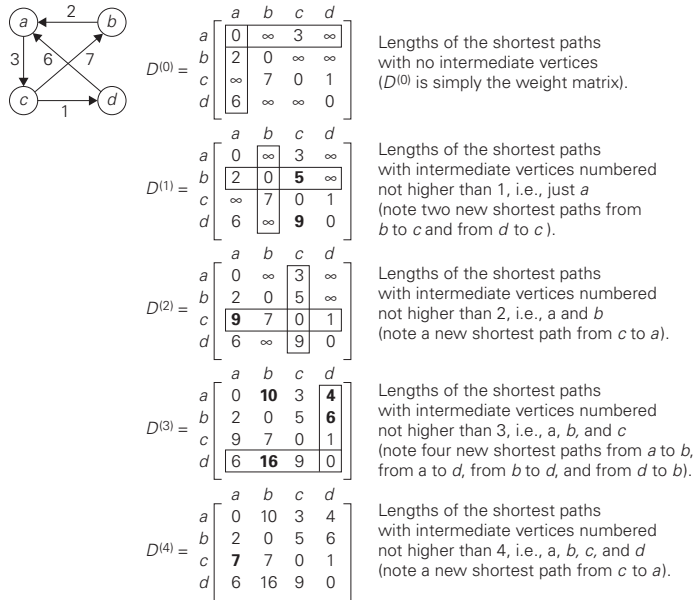 a 2 b
3 6 7
c 1 d
a b c d
a 0 ∞ 3 ∞
b 2 0 ∞ ∞
D(0) =
c ∞ 7 0 1
d 6 ∞ ∞ 0
Lengths of the shortest paths
with no intermediate vertices
(D(0) is simply the weight matrix).
a b c d
a 0 ∞ 3 ∞
b 2 0 5 ∞
D(1) =
c ∞ 7 0 1
d 6 ∞ 9 0
Lengths of the shortest paths
with intermediate vertices numbered
not higher than 1, i.e., just a
(note two new shortest paths from
b to c and from d to c ).
a b c d
a 0 ∞ 3 ∞
b 2 0 5 ∞
D(2) =
c 9 7 0 1
d 6 ∞ 9 0
Lengths of the shortest paths
with intermediate vertices numbered
not higher than 2, i.e., a and b
(note a new shortest path from c to a).
a b c d
a 0 10 3 4
b 2 0 5 6
D(3) =
c 9 7 0 1
d 6 16 9 0
Lengths of the shortest paths
with intermediate vertices numbered
not higher than 3, i.e., a, b, and c
(note four new shortest paths from a to b,
from a to d, from b to d, and from d to b).
a b c d
a 0 10 3 4
b 2 0 5 6
D(4) =
c 7 7 0 1
d 6 16 9 0
Lengths of the shortest paths
with intermediate vertices numbered
not higher than 4, i.e., a, b, c, and d
(note a new shortest path from c to a).